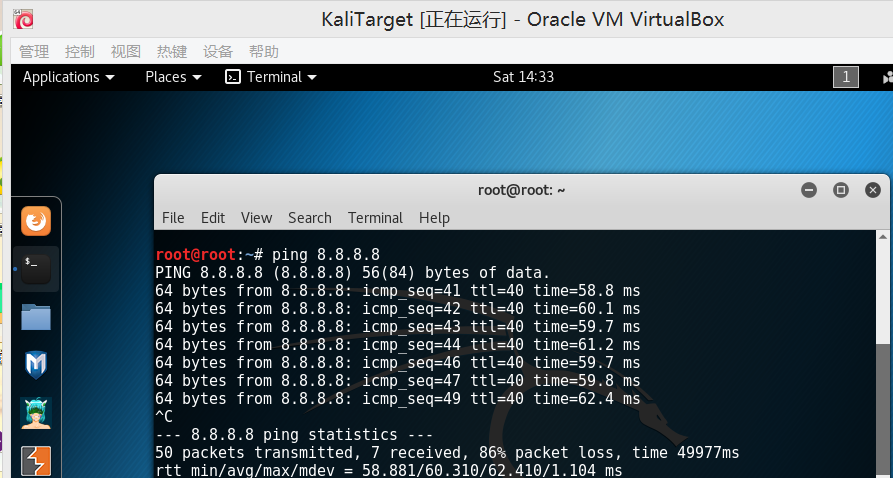 KaliTarget [正在运行] - Oracle VM VirtualBox
管理 控制 视图 热键 设备 帮助
Applications Places Terminal Sat 14:33 1
root@root: ~
File Edit View Search Terminal Help
root@root:~# ping 8.8.8.8
PING 8.8.8.8 (8.8.8.8) 56(84) bytes of data.
64 bytes from 8.8.8.8: icmp_seq=41 ttl=40 time=58.8 ms
64 bytes from 8.8.8.8: icmp_seq=42 ttl=40 time=60.1 ms
64 bytes from 8.8.8.8: icmp_seq=43 ttl=40 time=59.7 ms
64 bytes from 8.8.8.8: icmp_seq=44 ttl=40 time=61.2 ms
64 bytes from 8.8.8.8: icmp_seq=46 ttl=40 time=59.7 ms
64 bytes from 8.8.8.8: icmp_seq=47 ttl=40 time=59.8 ms
64 bytes from 8.8.8.8: icmp_seq=49 ttl=40 time=62.4 ms
^C
--- 8.8.8.8 ping statistics ---
50 packets transmitted, 7 received, 86% packet loss, time 49977ms
rtt min/avg/max/mdev = 58.881/60.310/62.410/1.104 ms